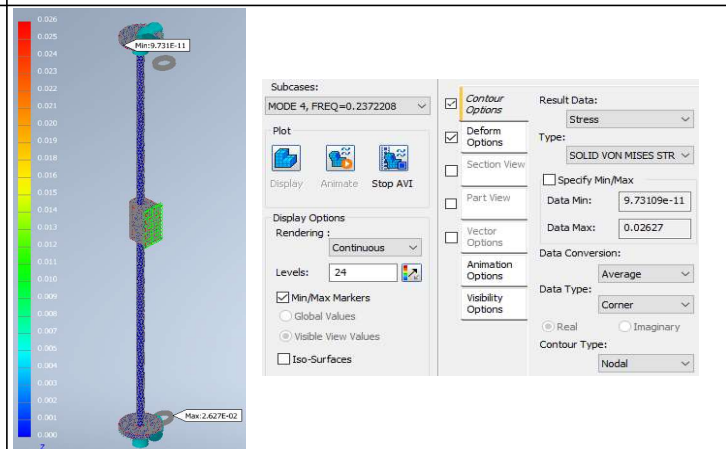 0.026
0.025
0.024
0.023
0.022
0.021
0.020
0.019
0.018
0.017
0.016
0.015
0.014
0.013
0.012
0.011
0.010
0.009
0.008
0.007
0.006
0.005
0.004
0.003
0.002
0.001
0.000
Z
Min:9.731E-11
Max:2.627E-02
Subcases:
MODE 4, FREQ=0.2372208
Plot
Display Animate Stop AVI
Display Options
Rendering :
Continuous
Levels: 24
Min/Max Markers
Global Values
Visible View Values
Iso-Surfaces
Contour
Options
Deform
Options
Section View
Part View
Vector
Options
Animation
Options
Visibility
Options
Result Data:
Stress
Type:
SOLID VON MISES STR
Specify Min/Max
Data Min: 9.73109e-11
Data Max: 0.02627
Data Conversion:
Average
Data Type:
Corner
Real Imaginary
Contour Type:
Nodal